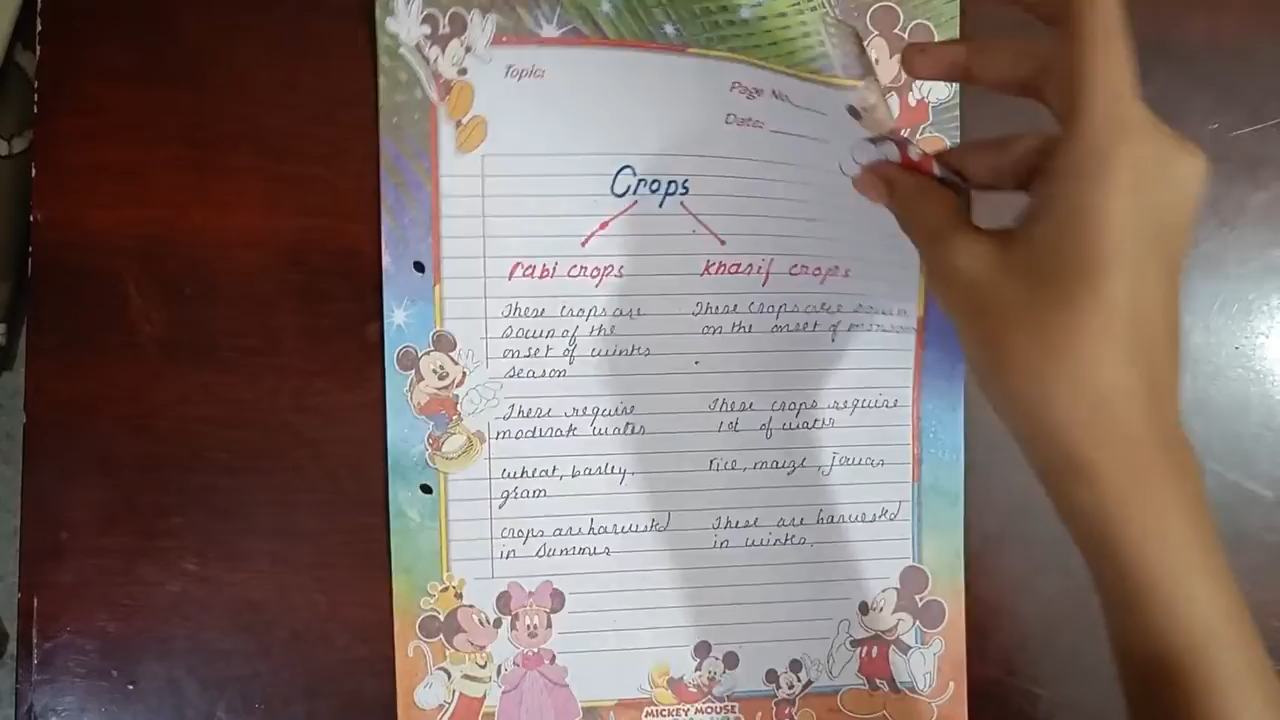 Topic:
Page No.
Date:
Crops
rabi crops
kharif crops
These crops are
sown of the
onset of winter
season
These crops are sown
on the onset of monsoon
These require
moderate water
These crops require
lot of water
wheat, barley,
gram
rice, maize, jowar
crops are harvested
in summer
These are harvested
in winter.
MICKEY MOUSE